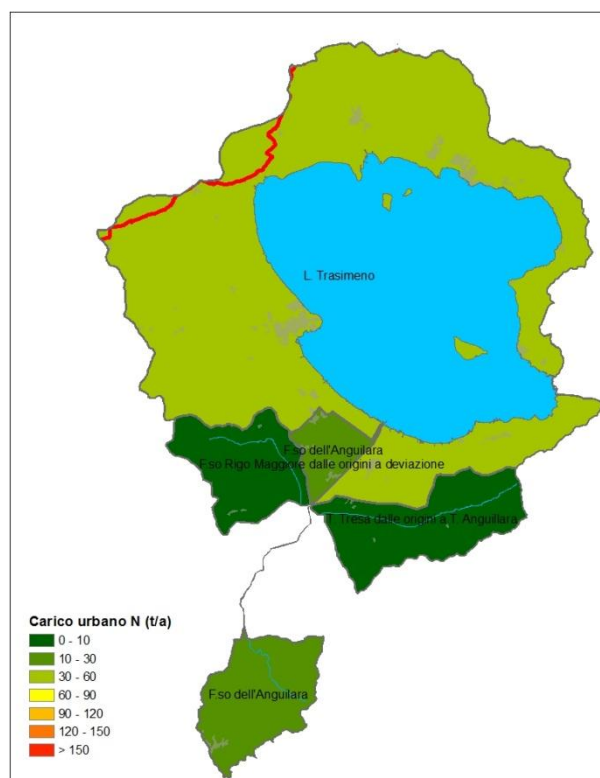 L. Trasimeno
F.so dell'Anguilara
F.so Rigo Maggiore dalle origini a deviazione
T. Tresa dalle origini a T. Anguillara
F.so dell'Anguilara
Carico urbano N (t/a)
0 - 10
10 - 30
30 - 60
60 - 90
90 - 120
120 - 150
> 150